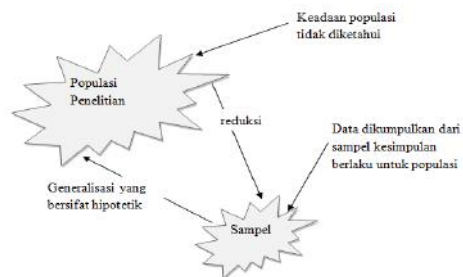 Keadaan populasi
tidak diketahui
Populasi
Penelitian
reduksi
Data dikumpulkan dari
sampel kesimpulan
berlaku untuk populasi
Generalisasi yang
bersifat hipotetik
Sampel